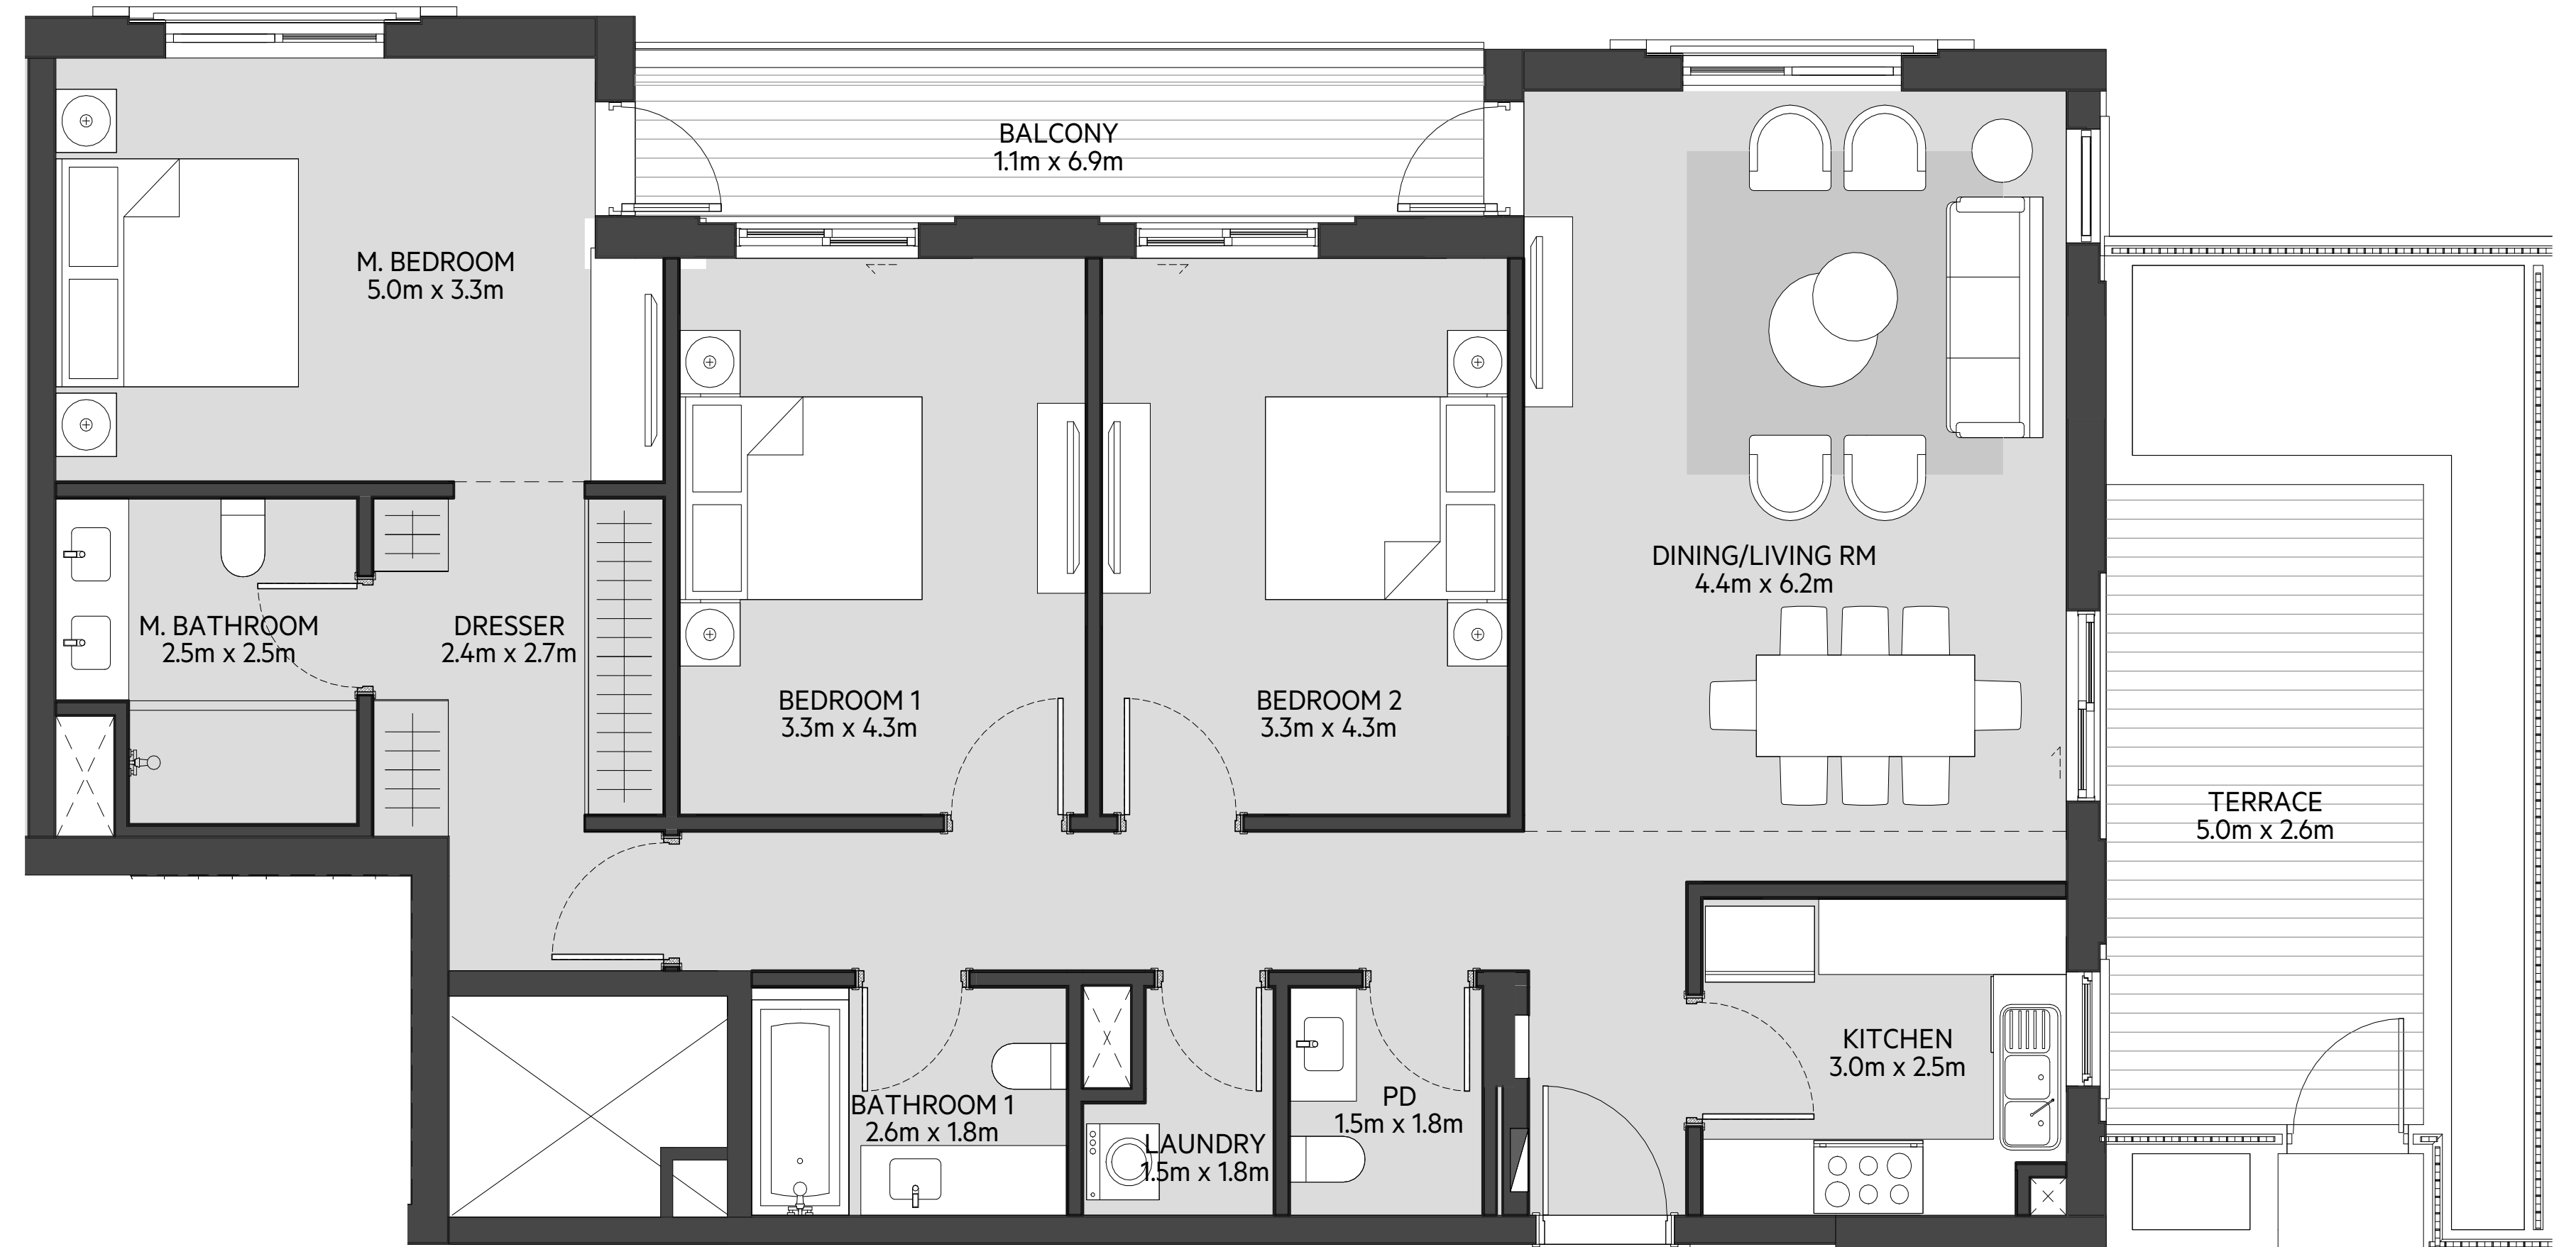 BALCONY
1.1m x 6.9m
M. BEDROOM
5.0m x 3.3m
DINING/LIVING RM
4.4m x 6.2m
M. BATHROOM
2.5m x 2.5m
DRESSER
2.4m x 2.7m
BEDROOM 1
3.3m x 4.3m
BEDROOM 2
3.3m x 4.3m
TERRACE
5.0m x 2.6m
KITCHEN
3.0m x 2.5m
BATHROOM 1
2.6m x 1.8m
LAUNDRY
1.5m x 1.8m
PD
1.5m x 1.8m